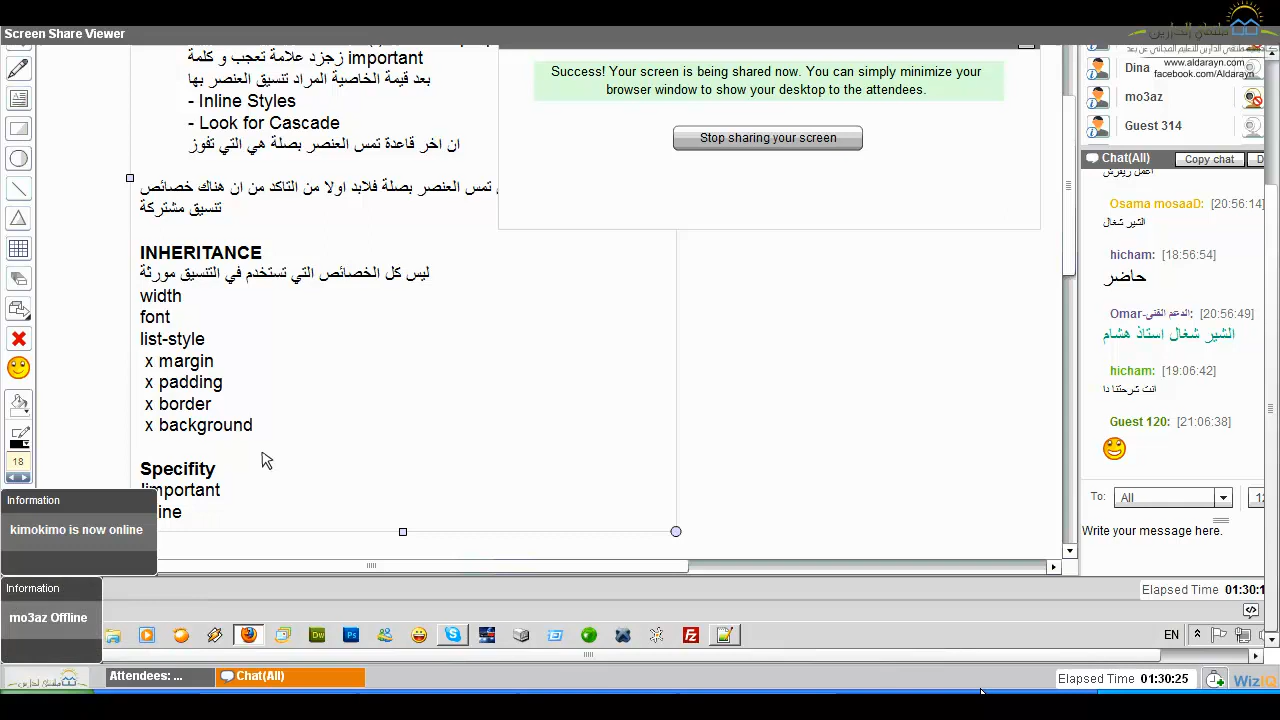 Screen Share Viewer
www.aldarayn.com
facebook.com/Aldarayn
زجزد علامة تعجب و كلمة important
بعد قيمة الخاصية المراد تنسيق العنصر بها
- Inline Styles
- Look for Cascade
ان اخر قاعدة تمس العنصر بصلة هي التي تفوز
تمس العنصر بصلة فلابد اولا من التاكد من ان هناك خصائص
تنسيق مشتركة
INHERITANCE
ليس كل الخصائص التي تستخدم في التنسيق مورثة
width
font
list-style
x margin
x padding
x border
x background
Specifity
!important
ine
Success! Your screen is being shared now. You can simply minimize your
browser window to show your desktop to the attendees.
Stop sharing your screen
Dina
mo3az
Guest 314
Chat(All)
Copy chat
D
اعمل ريفرش
Osama mosaaD: [20:56:14]
الشير شغال
hicham: [18:56:54]
حاضر
Omar-الدعم الفنى: [20:56:49]
الشير شغال استاذ هشام
hicham: [19:06:42]
انت شرحتنا دا
Guest 120: [21:06:38]
To: All
12
Write your message here.
18
Information
kimokimo is now online
Information
mo3az Offline
Elapsed Time 01:30:1
Dw
Ps
EN
Attendees: ...
Chat(All)
Elapsed Time 01:30:25
WizIQ